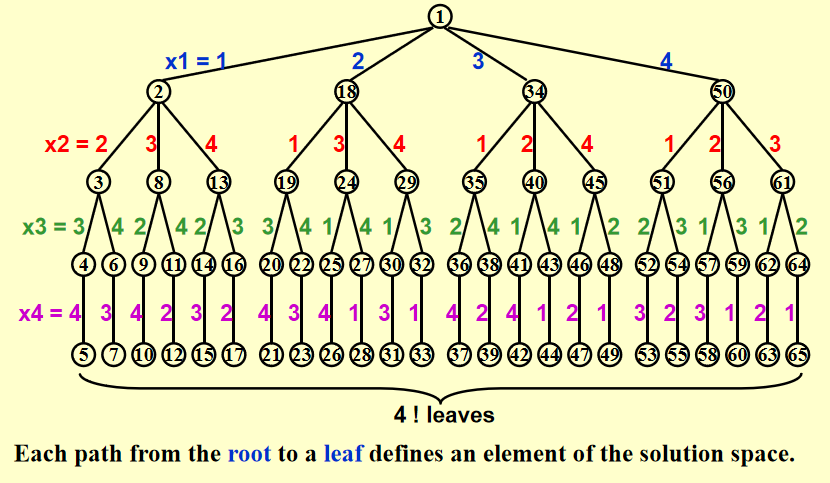 1
x1 = 1 2 3 4
2 18 34 50
x2 = 2 3 4 1 3 4 1 2 4 1 2 3
3 8 13 19 24 29 35 40 45 51 56 61
x3 = 3 4 2 4 2 3 3 4 1 4 1 3 2 4 1 4 1 2 2 3 1 3 1 2
4 6 9 11 14 16 20 22 25 27 30 32 36 38 41 43 46 48 52 54 57 59 62 64
x4 = 4 3 4 2 3 2 4 3 4 1 3 1 4 2 4 1 2 1 3 2 3 1 2 1
5 7 10 12 15 17 21 23 26 28 31 33 37 39 42 44 47 49 53 55 58 60 63 65
4 ! leaves
Each path from the root to a leaf defines an element of the solution space.